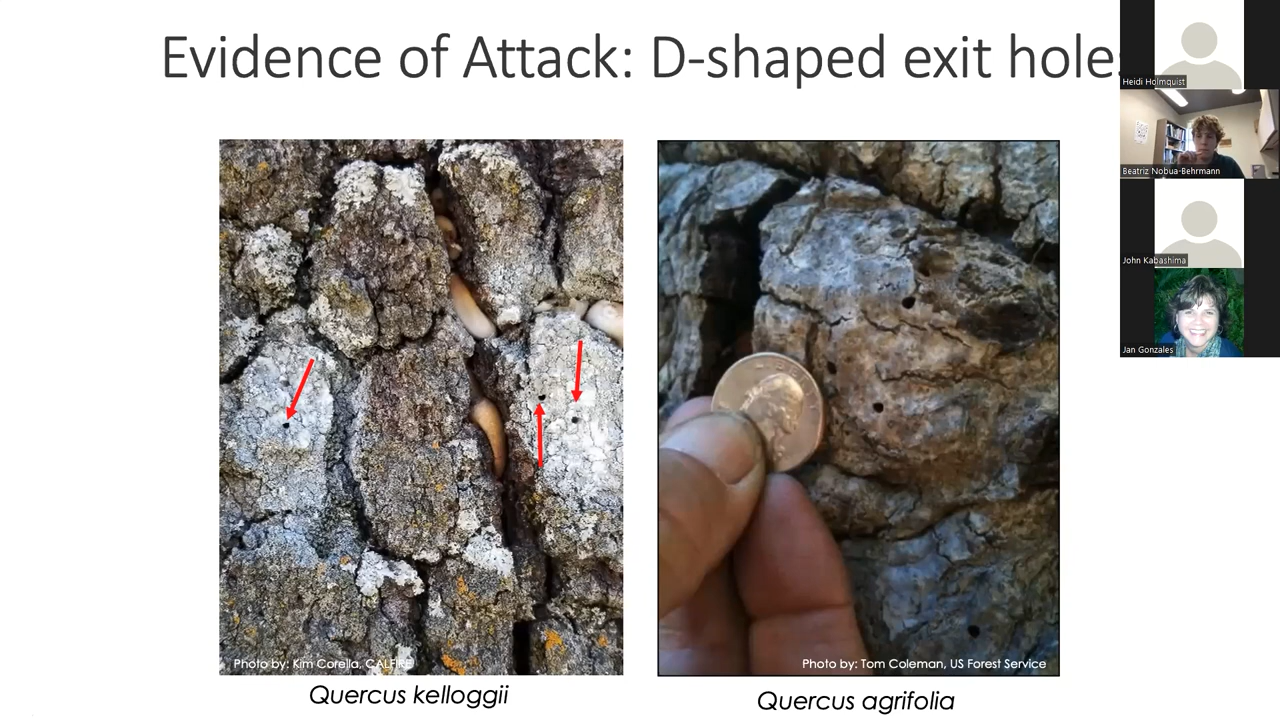 Evidence of Attack: D-shaped exit holes
Heidi Holmquist
Beatriz Nobua-Behrmann
John Kabashima
Jan Gonzales
Photo by: Kim Corella, CALFIRE
Photo by: Tom Coleman, US Forest Service
Quercus kelloggii
Quercus agrifolia